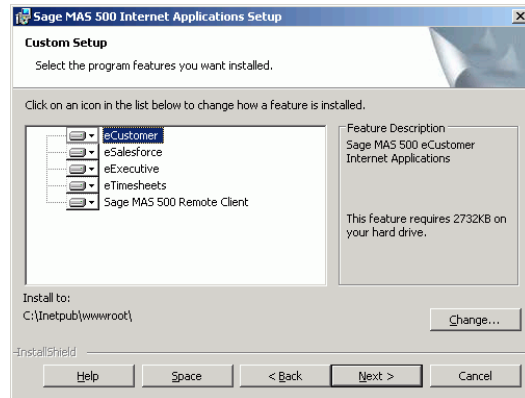 Sage MAS 500 Internet Applications Setup
Custom Setup
Select the program features you want installed.
Click on an icon in the list below to change how a feature is installed.
eCustomer
eSalesforce
eExecutive
eTimesheets
Sage MAS 500 Remote Client
Feature Description
Sage MAS 500 eCustomer
Internet Applications
This feature requires 2732KB on
your hard drive.
Install to:
C:\Inetpub\wwwroot\
Change...
InstallShield
Help
Space
< Back
Next >
Cancel